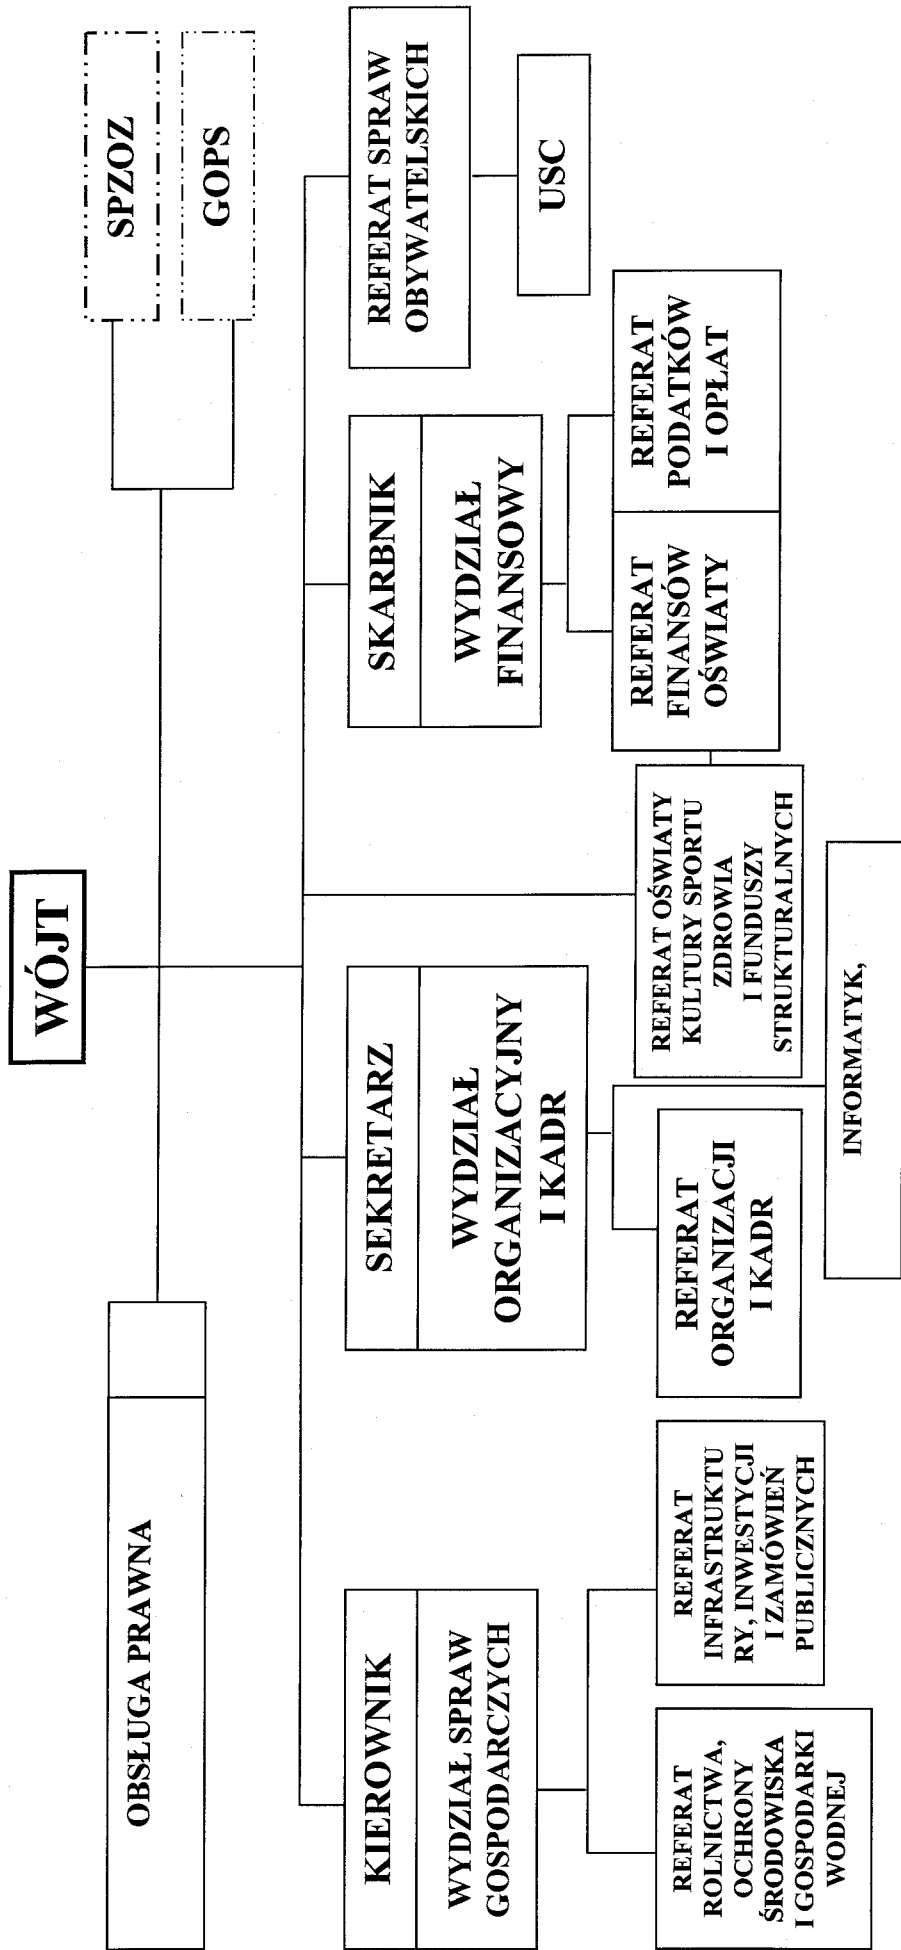 WÓJT
OBSŁUGA PRAWNA
SPZOZ
GOPS
KIEROWNIK
WYDZIAŁ SPRAW
GOSPODARCZYCH
SEKRETARZ
WYDZIAŁ
ORGANIZACYJNY
I KADR
SKARBNIK
WYDZIAŁ
FINANSOWY
REFERAT SPRAW
OBYWATELSKICH
USC
REFERAT
ROLNICTWA,
OCHRONY
ŚRODOWISKA
I GOSPODARKI
WODNEJ
REFERAT
INFRASTRUKTU
RY, INWESTYCJI
I ZAMÓWIEŃ
PUBLICZNYCH
REFERAT
ORGANIZACJI
I KADR
REFERAT OŚWIATY
KULTURY SPORTU
ZDROWIA
I FUNDUSZY
STRUKTURALNYCH
REFERAT
FINANSÓW
OŚWIATY
REFERAT
PODATKÓW
I OPŁAT
INFORMATYK,